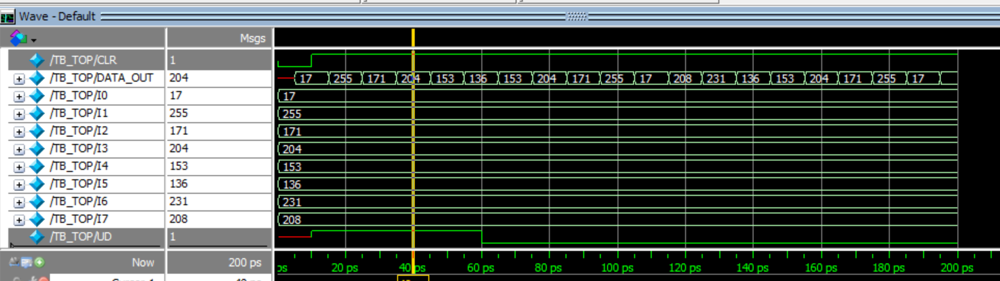 Wave - Default
Msgs
/TB_TOP/CLR 1
/TB_TOP/DATA_OUT 204 17 255 171 204 153 136 153 204 171 255 17 208 231 136 153 204 171 255 17
/TB_TOP/I0 17 17
/TB_TOP/I1 255 255
/TB_TOP/I2 171 171
/TB_TOP/I3 204 204
/TB_TOP/I4 153 153
/TB_TOP/I5 136 136
/TB_TOP/I6 231 231
/TB_TOP/I7 208 208
/TB_TOP/UD 1
Now 200 ps ps 20 ps 40 ps 60 ps 80 ps 100 ps 120 ps 140 ps 160 ps 180 ps 200 ps